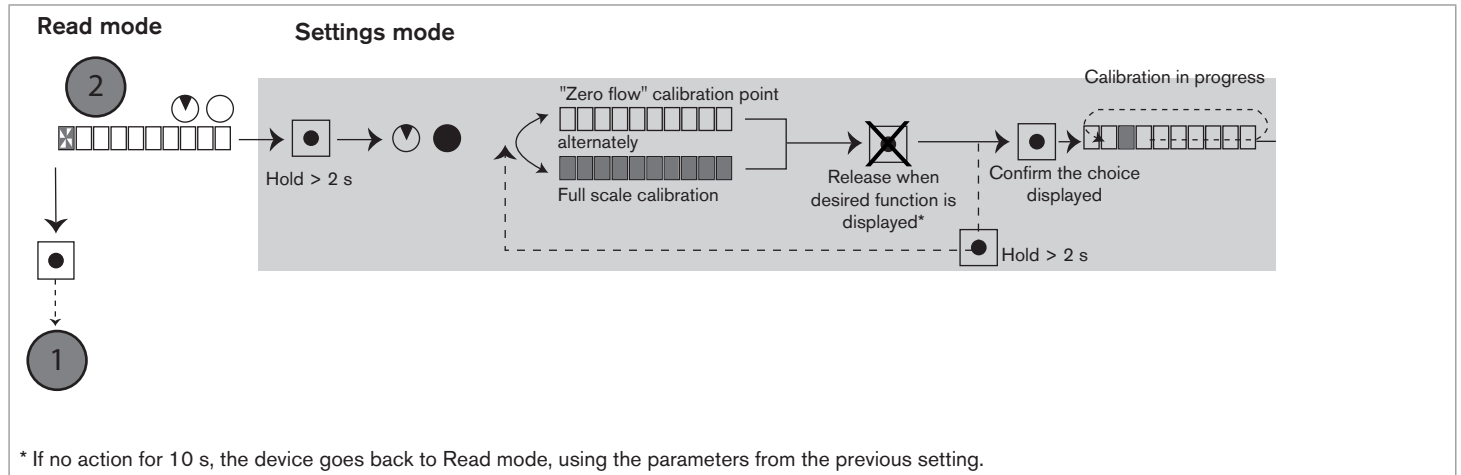 Read mode
Settings mode
2
Calibration in progress
"Zero flow" calibration point
alternately
Hold > 2 s
Full scale calibration
Release when
desired function is
displayed*
Confirm the choice
displayed
Hold > 2 s
1
* If no action for 10 s, the device goes back to Read mode, using the parameters from the previous setting.